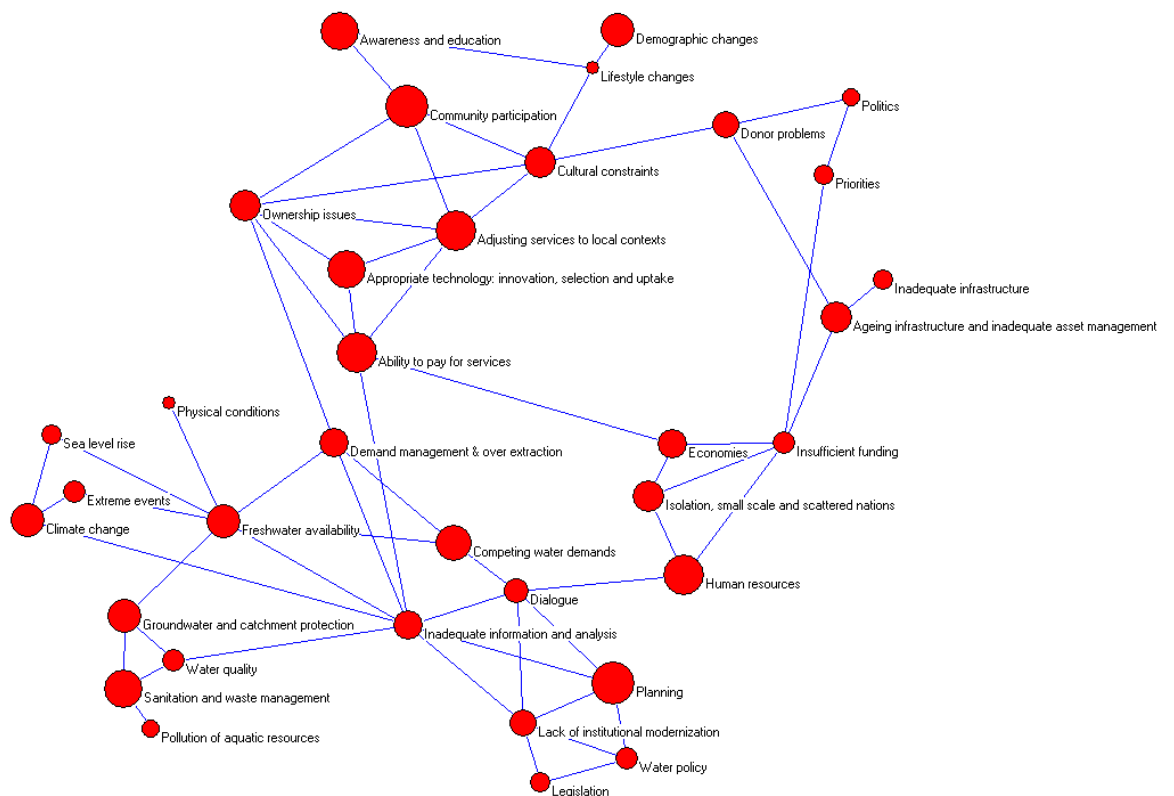 Awareness and education
Demographic changes
Lifestyle changes
Politics
Community participation
Donor problems
Cultural constraints
Priorities
Ownership issues
Adjusting services to local contexts
Appropriate technology: innovation, selection and uptake
Inadequate infrastructure
Ageing infrastructure and inadequate asset management
Ability to pay for services
Physical conditions
Sea level rise
Demand management & over extraction
Economies
Insufficient funding
Extreme events
Isolation, small scale and scattered nations
Climate change
Freshwater availability
Competing water demands
Human resources
Dialogue
Groundwater and catchment protection
Inadequate information and analysis
Water quality
Planning
Sanitation and waste management
Lack of institutional modernization
Pollution of aquatic resources
Water policy
Legislation